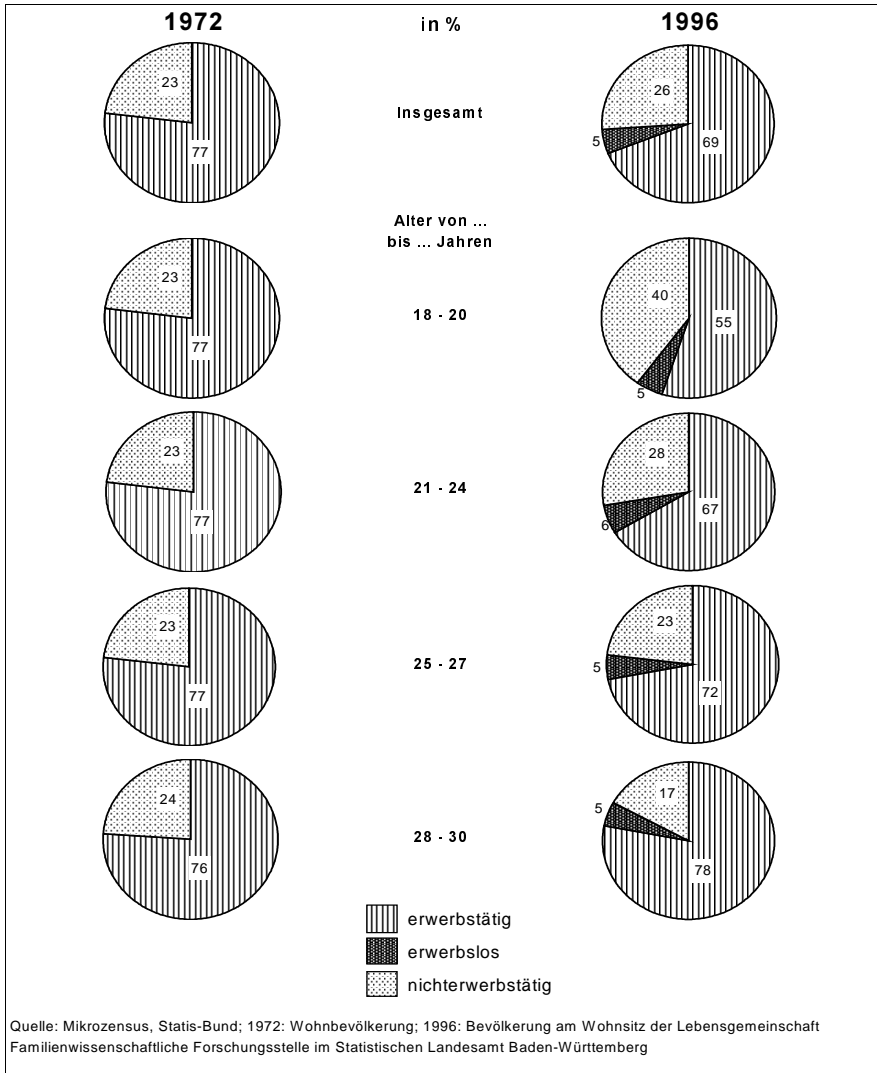 1972 in % 1996
23
77
Insgesamt
26
5
69
Alter von ...
bis ... Jahren
23
77
18 - 20
40
55
5
23
77
21 - 24
28
67
6
23
77
25 - 27
23
5
72
24
76
28 - 30
17
5
78
erwerbstätig
erwerbslos
nichterwerbstätig
Quelle: Mikrozensus, Statis-Bund; 1972: Wohnbevölkerung; 1996: Bevölkerung am Wohnsitz der Lebensgemeinschaft
Familienwissenschaftliche Forschungsstelle im Statistischen Landesamt Baden-Württemberg